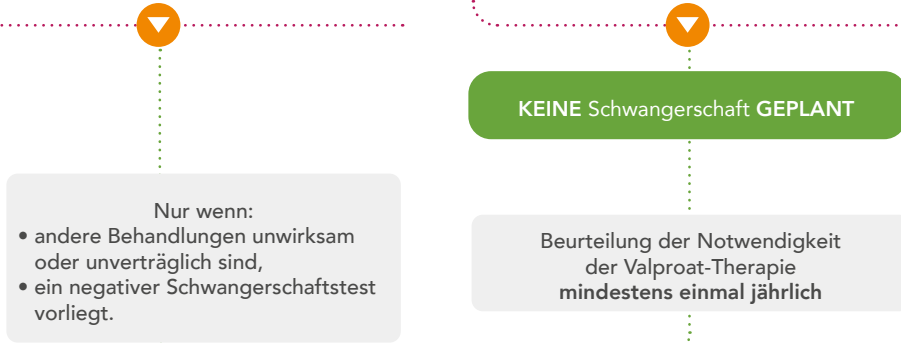 Nur wenn:
• andere Behandlungen unwirksam
oder unverträglich sind,
• ein negativer Schwangerschaftstest
vorliegt.
KEINE Schwangerschaft GEPLANT
Beurteilung der Notwendigkeit
der Valproat-Therapie
mindestens einmal jährlich